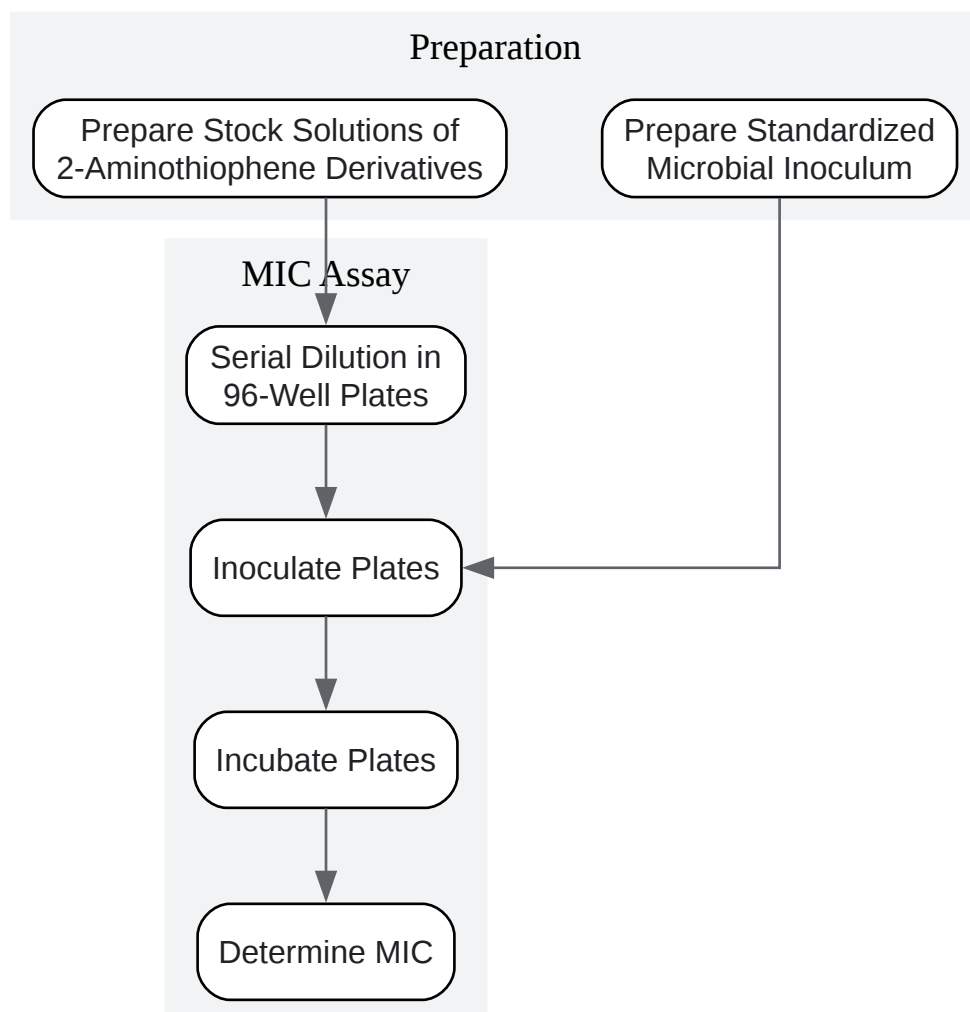 Preparation
Prepare Stock Solutions of
2-Aminothiophene Derivatives
Prepare Standardized
Microbial Inoculum
MIC Assay
Serial Dilution in
96-Well Plates
Inoculate Plates
Incubate Plates
Determine MIC